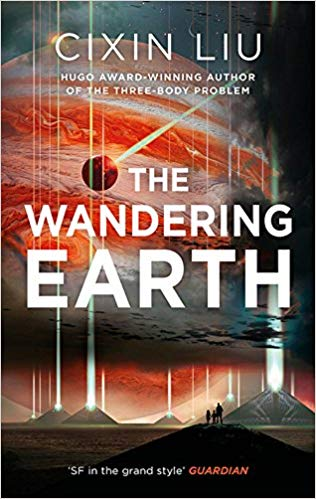 CIXIN LIU
HUGO AWARD-WINNING AUTHOR
OF THE THREE-BODY PROBLEM
THE
WANDERING
EARTH
‘SF in the grand style’ GUARDIAN